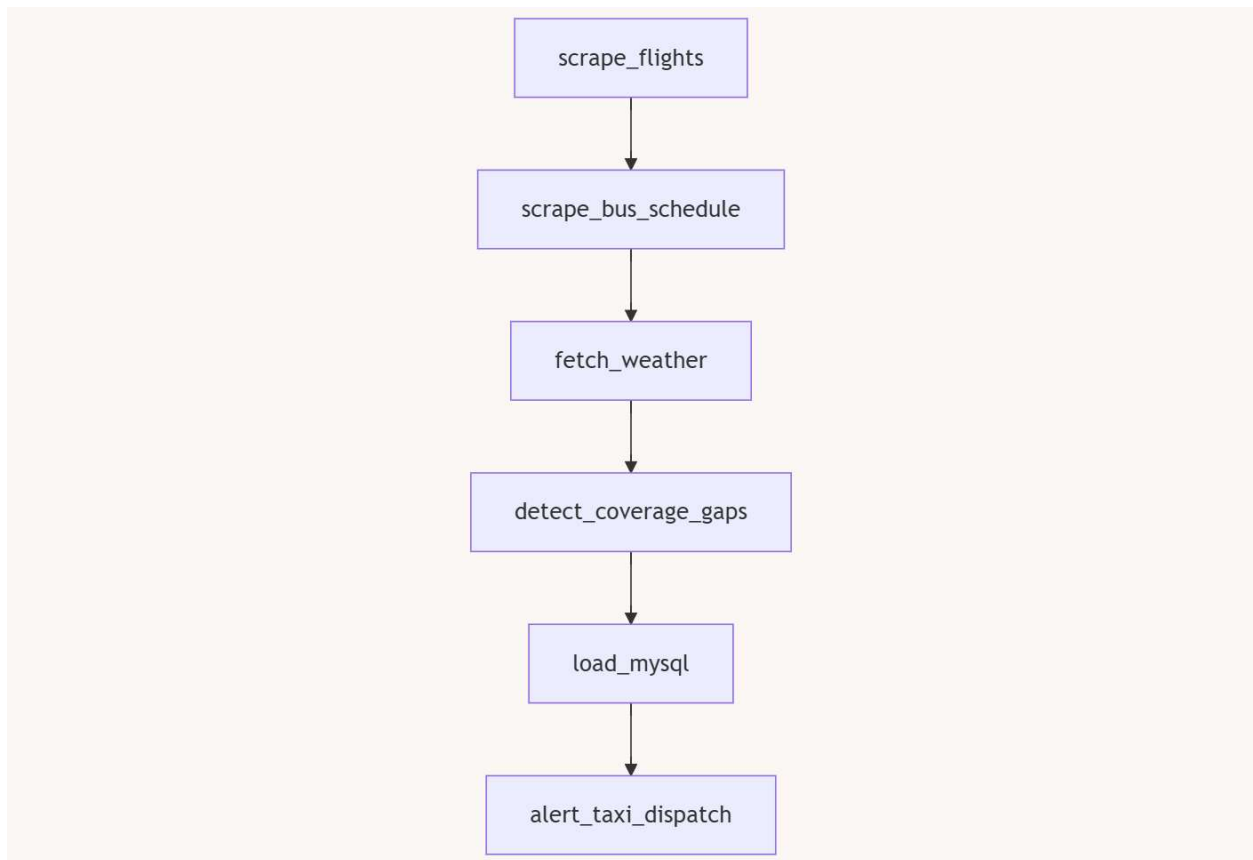 scrape_flights
scrape_bus_schedule
fetch_weather
detect_coverage_gaps
load_mysql
alert_taxi_dispatch